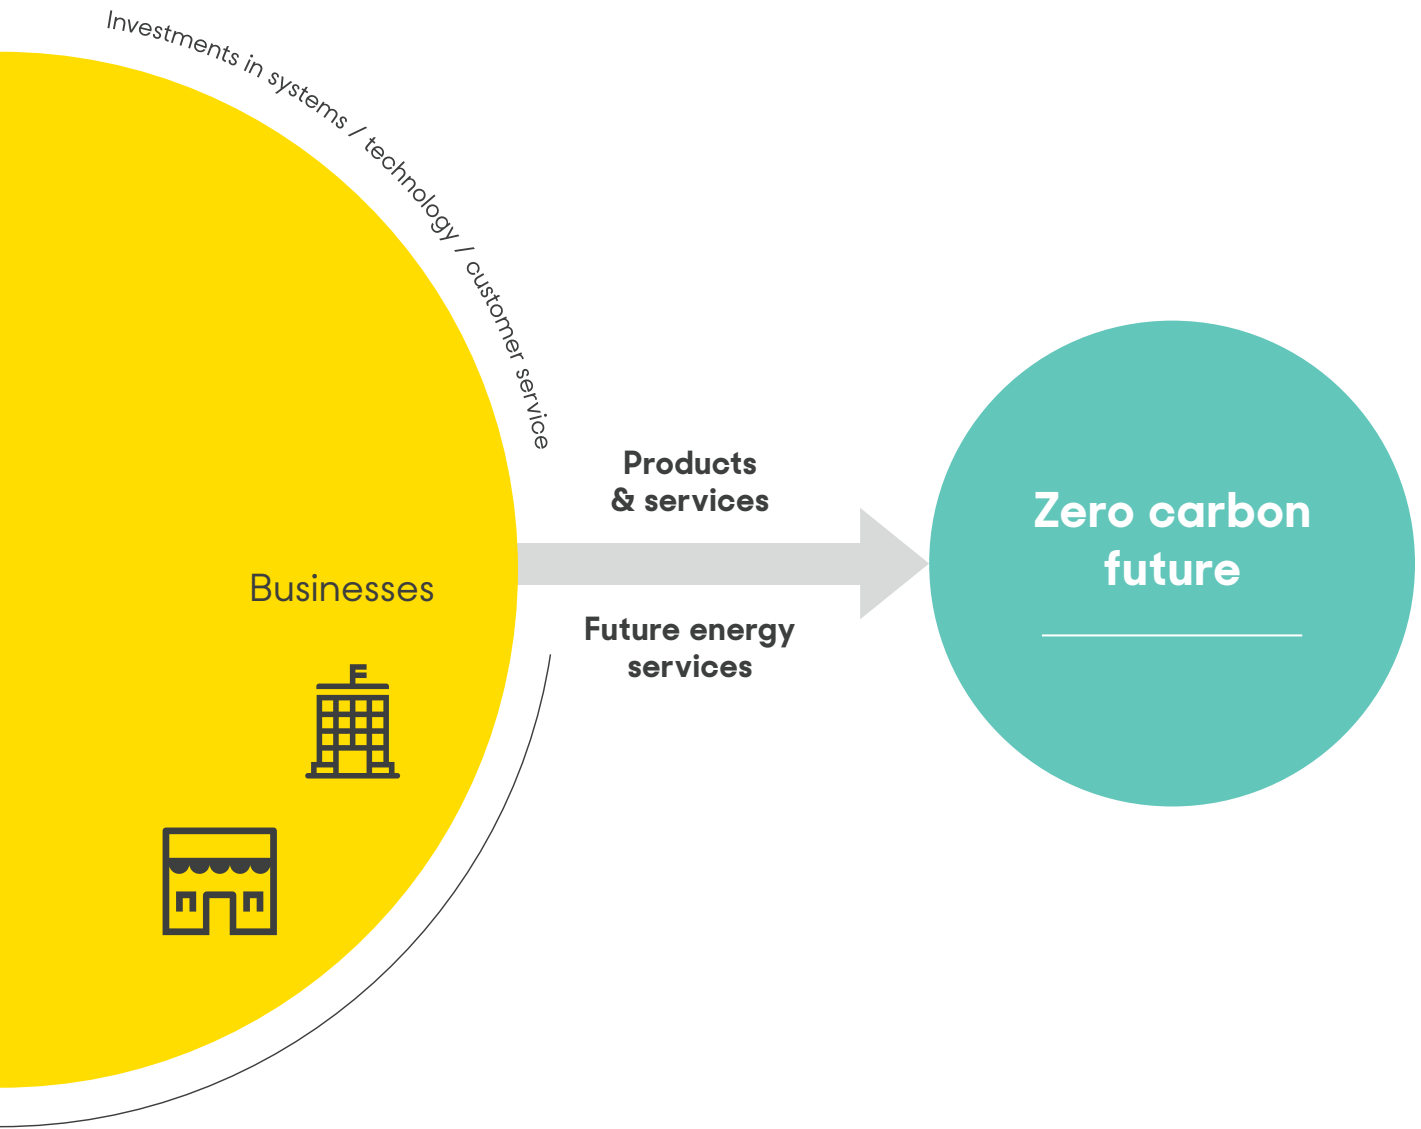 Investments in systems / technology / customer service
Products
& services
Zero carbon
future
Businesses
Future energy
services